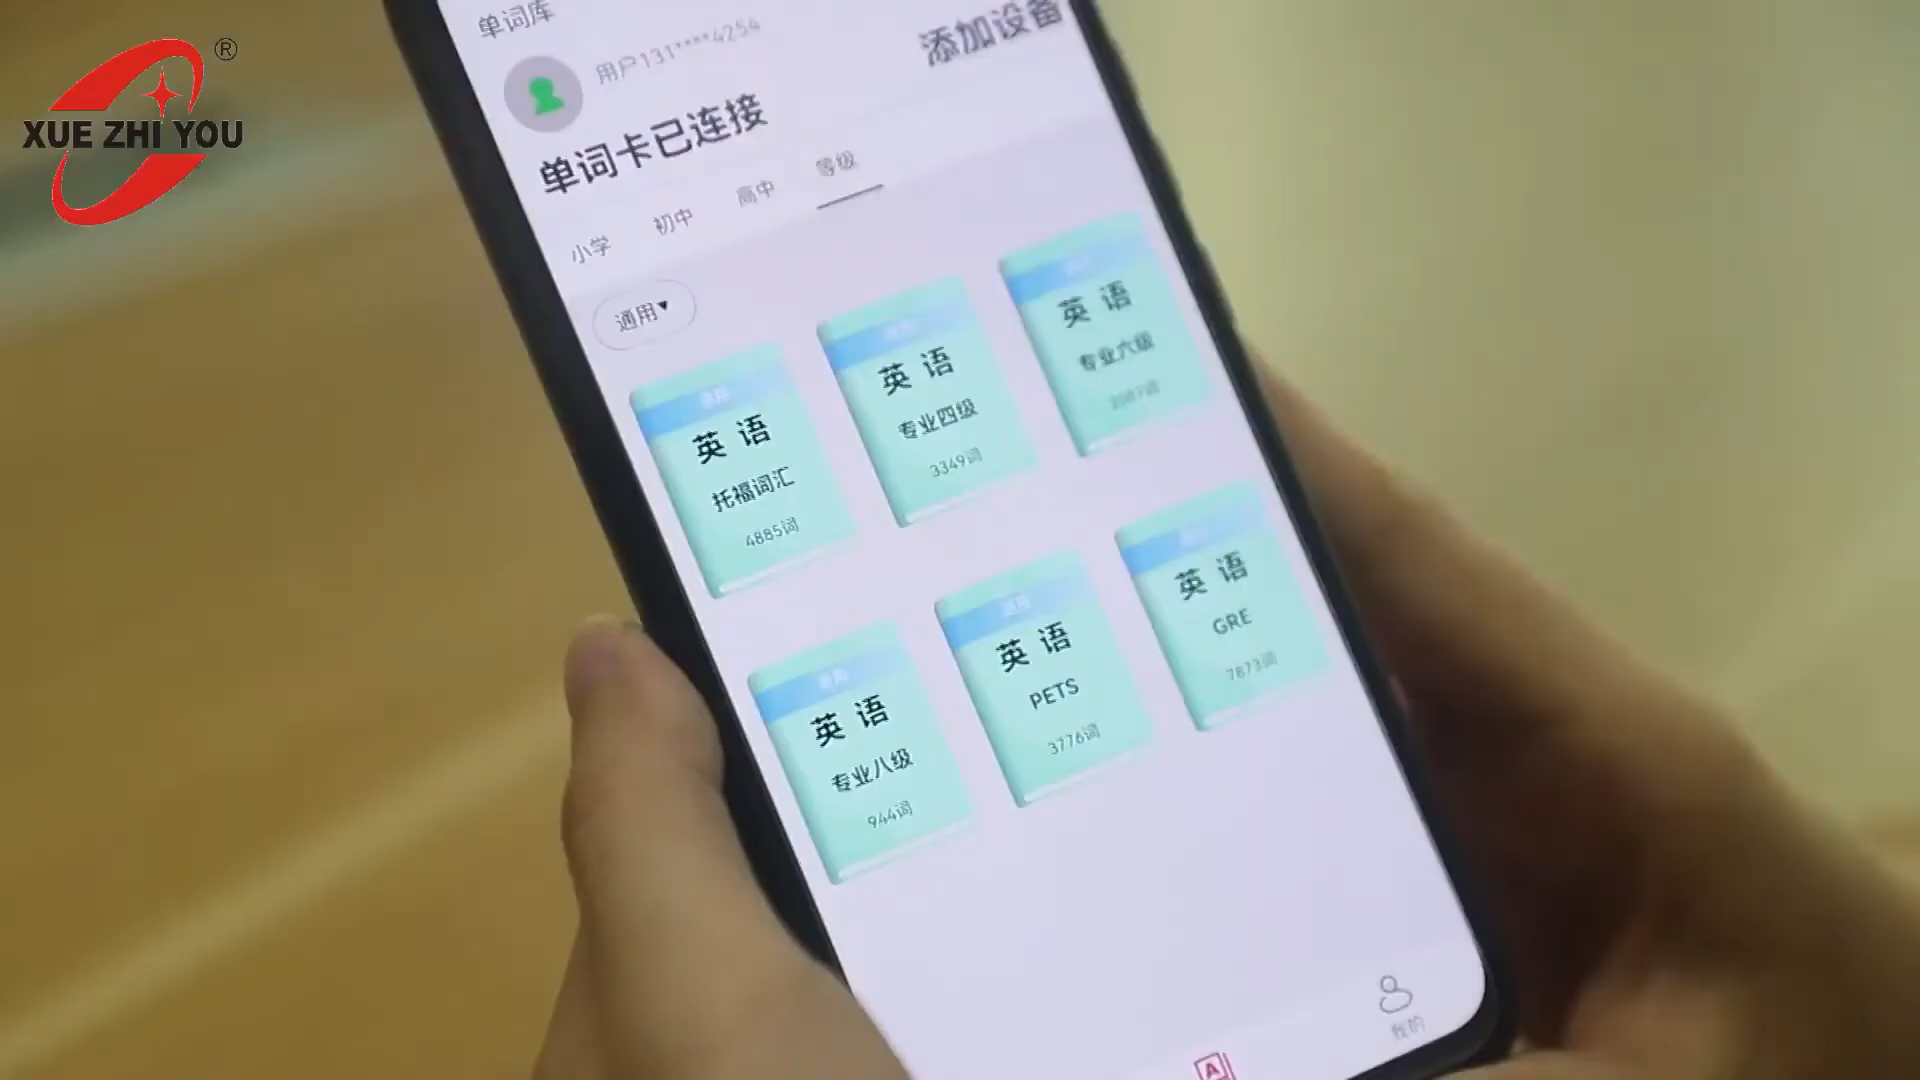 XUE ZHI YOU
®
单词库
用户131****4254
添加设备
单词卡已连接
小学
初中
高中
等级
通用▼
英语
托福词汇
4885词
英语
专业四级
3349词
英语
专业六级
英语
专业八级
944词
英语
PETS
3776词
英语
GRE
7873词
A
我的